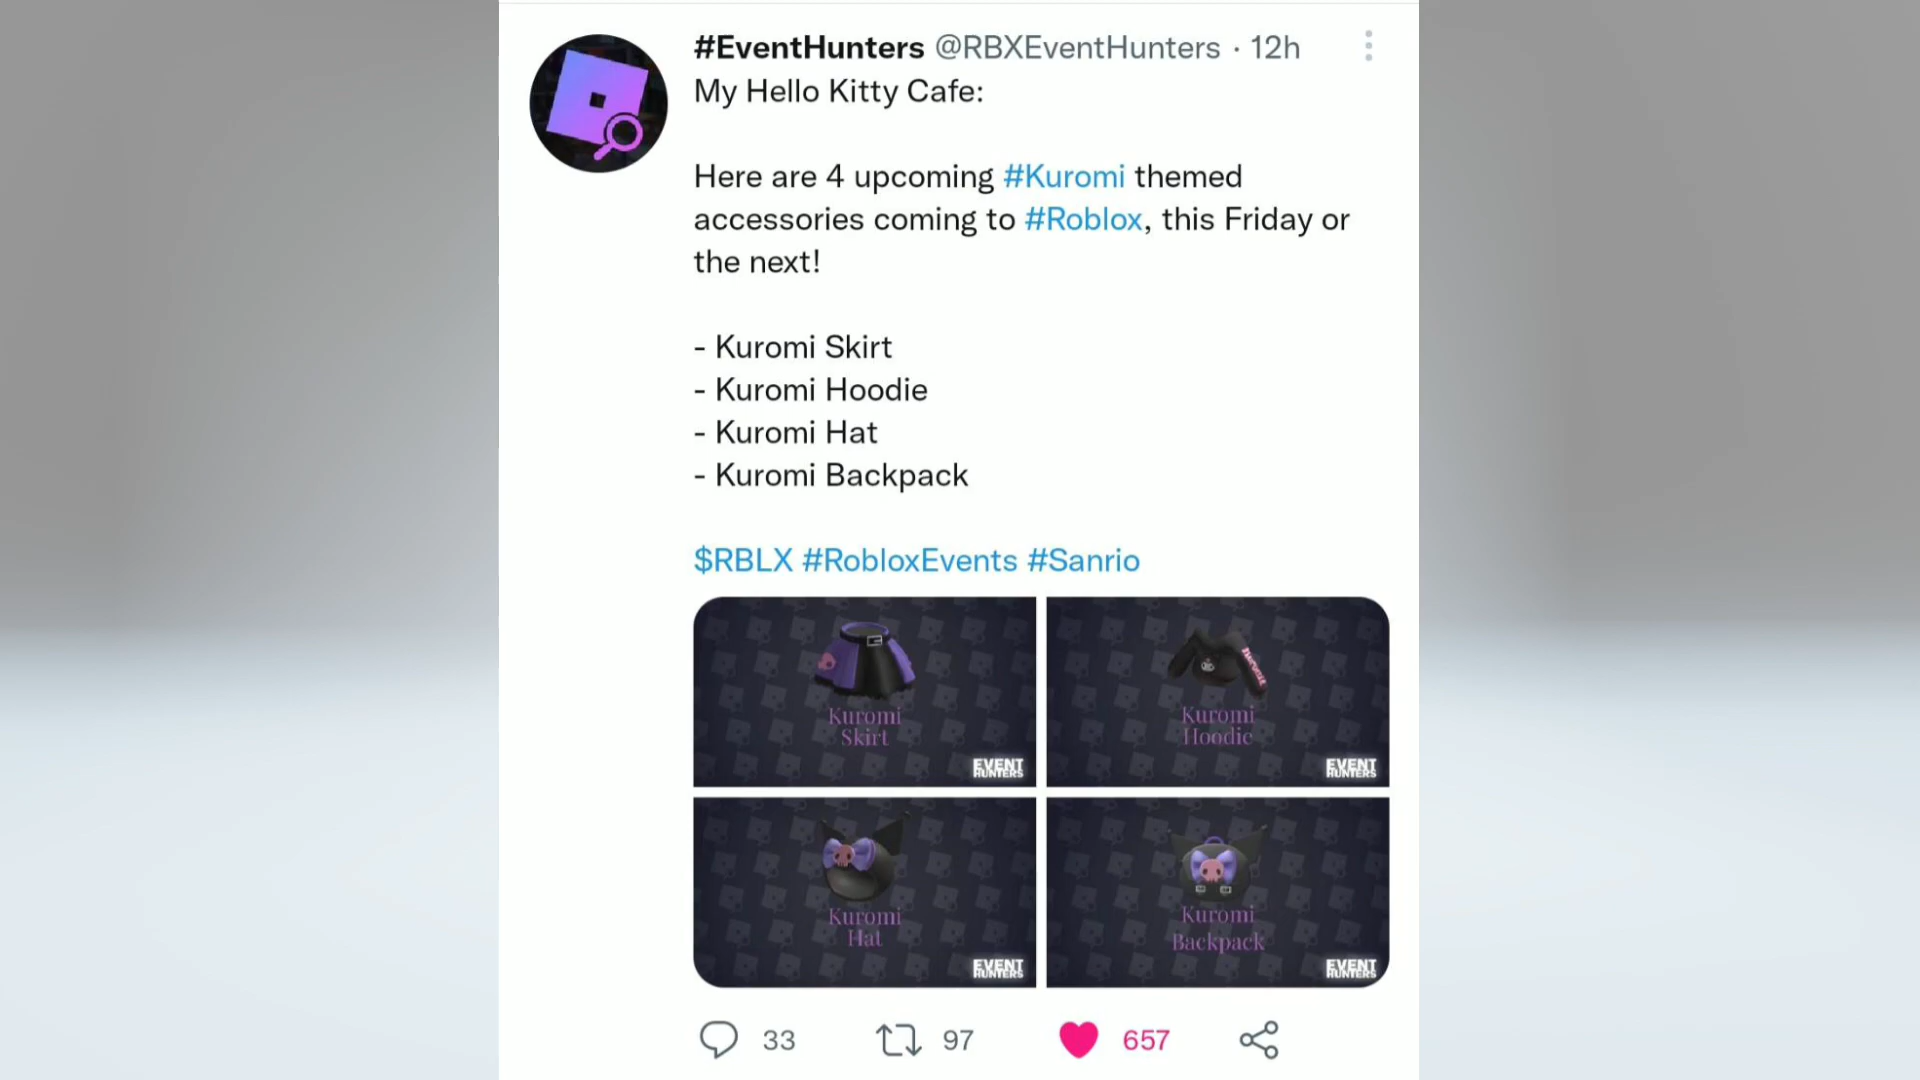 #EventHunters @RBXEventHunters · 12h
My Hello Kitty Cafe:
Here are 4 upcoming #Kuromi themed
accessories coming to #Roblox, this Friday or
the next!
- Kuromi Skirt
- Kuromi Hoodie
- Kuromi Hat
- Kuromi Backpack
$RBLX #RobloxEvents #Sanrio
Kuromi
Skirt
EVENT
HUNTERS
Kuromi
Hoodie
EVENT
HUNTERS
Kuromi
Hat
EVENT
HUNTERS
Kuromi
Backpack
EVENT
HUNTERS
33 97 657